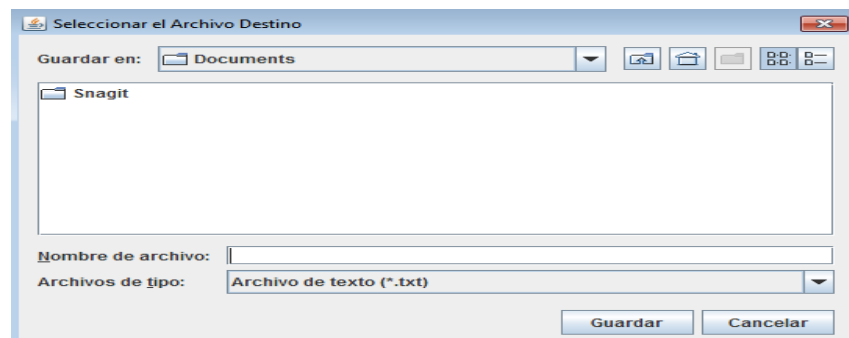 Seleccionar el Archivo Destino
Guardar en: Documents
Snagit
Nombre de archivo:
Archivos de tipo: Archivo de texto (*.txt)
Guardar Cancelar